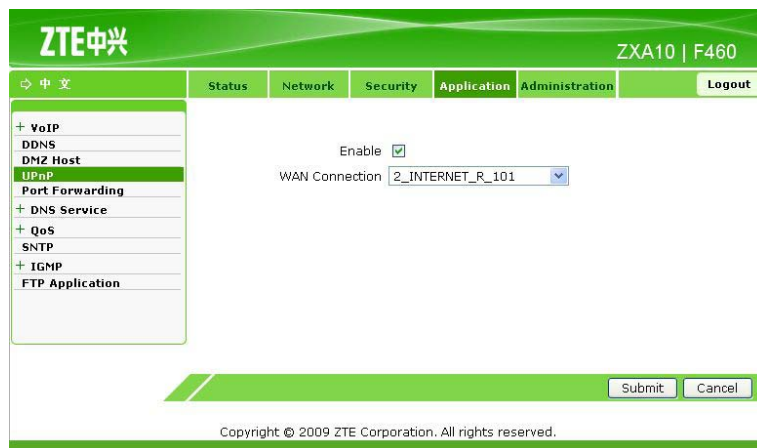 ZTE中兴
ZXA10 | F460
中 文
Status Network Security Application Administration Logout
+ VoIP
DDNS
DMZ Host
UPnP
Port Forwarding
+ DNS Service
+ QoS
SNTP
+ IGMP
FTP Application
Enable
WAN Connection 2_INTERNET_R_101
Submit Cancel
Copyright © 2009 ZTE Corporation. All rights reserved.